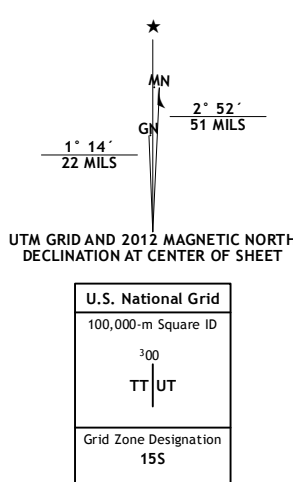 ★
MN
2° 52´
51 MILS
GN
1° 14´
22 MILS
UTM GRID AND 2012 MAGNETIC NORTH
DECLINATION AT CENTER OF SHEET
U.S. National Grid
100,000-m Square ID
³00
TT UT
Grid Zone Designation
15S